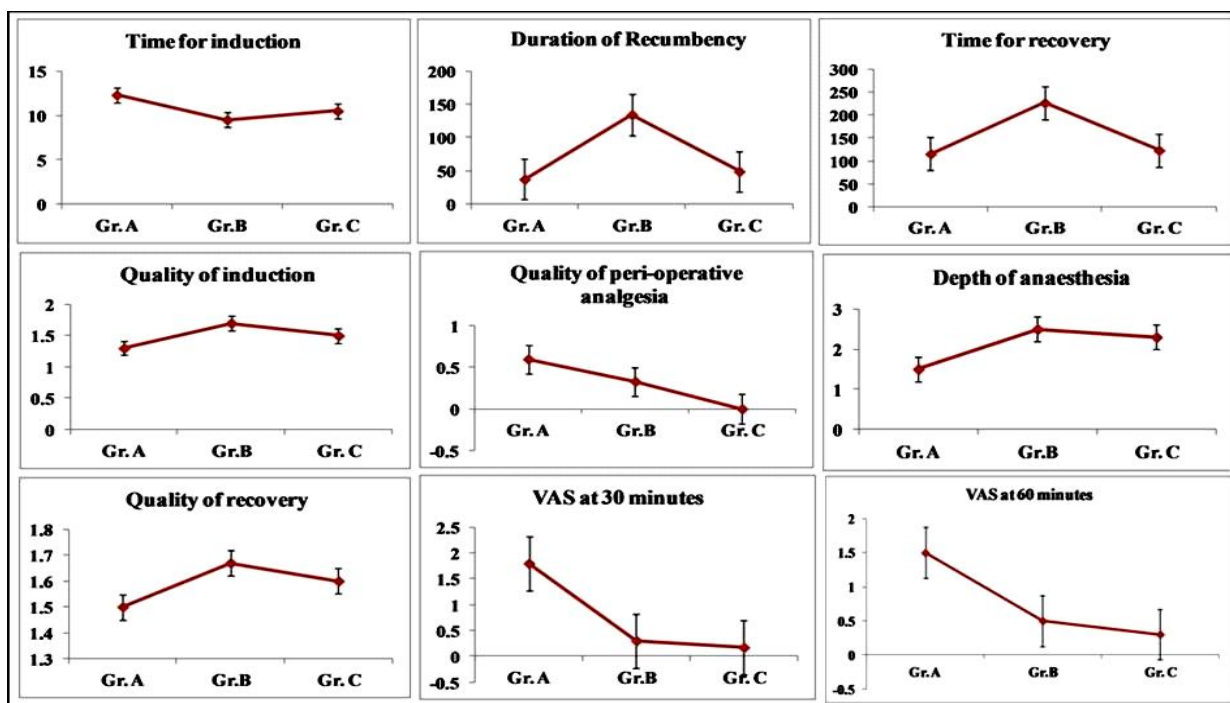 Time for induction
15
10
5
0
Gr. A Gr.B Gr. C
Duration of Recumbency
200
150
100
50
0
Gr. A Gr.B Gr. C
Time for recovery
300
250
200
150
100
50
0
Gr. A Gr.B Gr. C
Quality of induction
2
1.5
1
0.5
0
Gr. A Gr.B Gr. C
Quality of peri-operative
analgesia
1
0.5
0
-0.5
Gr. A Gr.B Gr. C
Depth of anaesthesia
3
2
1
0
Gr. A Gr.B Gr. C
Quality of recovery
1.8
1.7
1.6
1.5
1.4
1.3
Gr. A Gr.B Gr. C
VAS at 30 minutes
2.5
2
1.5
1
0.5
0
-0.5
Gr. A Gr.B Gr. C
VAS at 60 minutes
2
1.5
1
0.5
0
-0.5
Gr. A Gr.B Gr. C